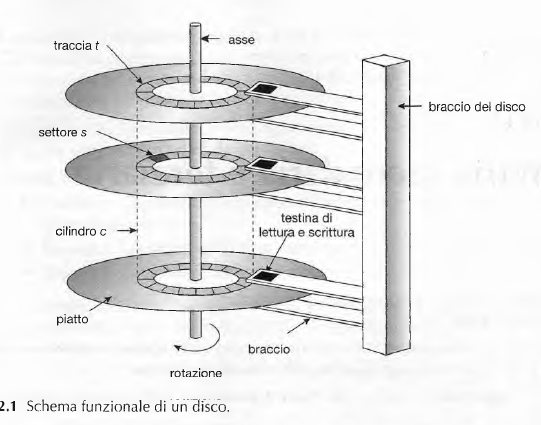 asse
traccia t
braccio dei disco
settore s
testina di
lettura e scrittura
cilindro c
piatto
braccio
rotazione
2.1 Schema funzionale di un disco.